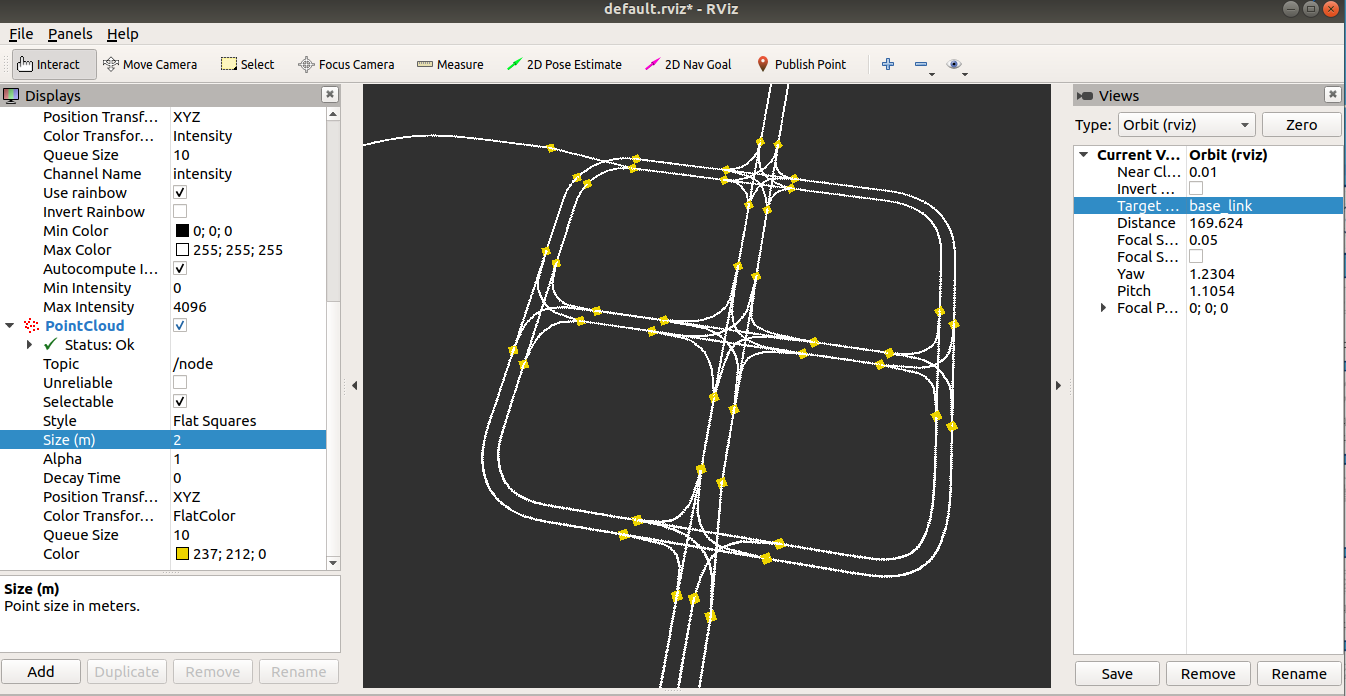 default.rviz* - RViz
File Panels Help
Interact Move Camera Select Focus Camera Measure 2D Pose Estimate 2D Nav Goal Publish Point
Displays
Position Transf... XYZ
Color Transfor... Intensity
Queue Size 10
Channel Name intensity
Use rainbow
Invert Rainbow
Min Color 0; 0; 0
Max Color 255; 255; 255
Autocompute I...
Min Intensity 0
Max Intensity 4096
PointCloud
Status: Ok
Topic /node
Unreliable
Selectable
Style Flat Squares
Size (m) 2
Alpha 1
Decay Time 0
Position Transf... XYZ
Color Transfor... FlatColor
Queue Size 10
Color 237; 212; 0
Size (m)
Point size in meters.
Add Duplicate Remove Rename
Views
Type: Orbit (rviz) Zero
Current V... Orbit (rviz)
Near Cl... 0.01
Invert ...
Target ... base_link
Distance 169.624
Focal S... 0.05
Focal S...
Yaw 1.2304
Pitch 1.1054
Focal P... 0; 0; 0
Save Remove Rename